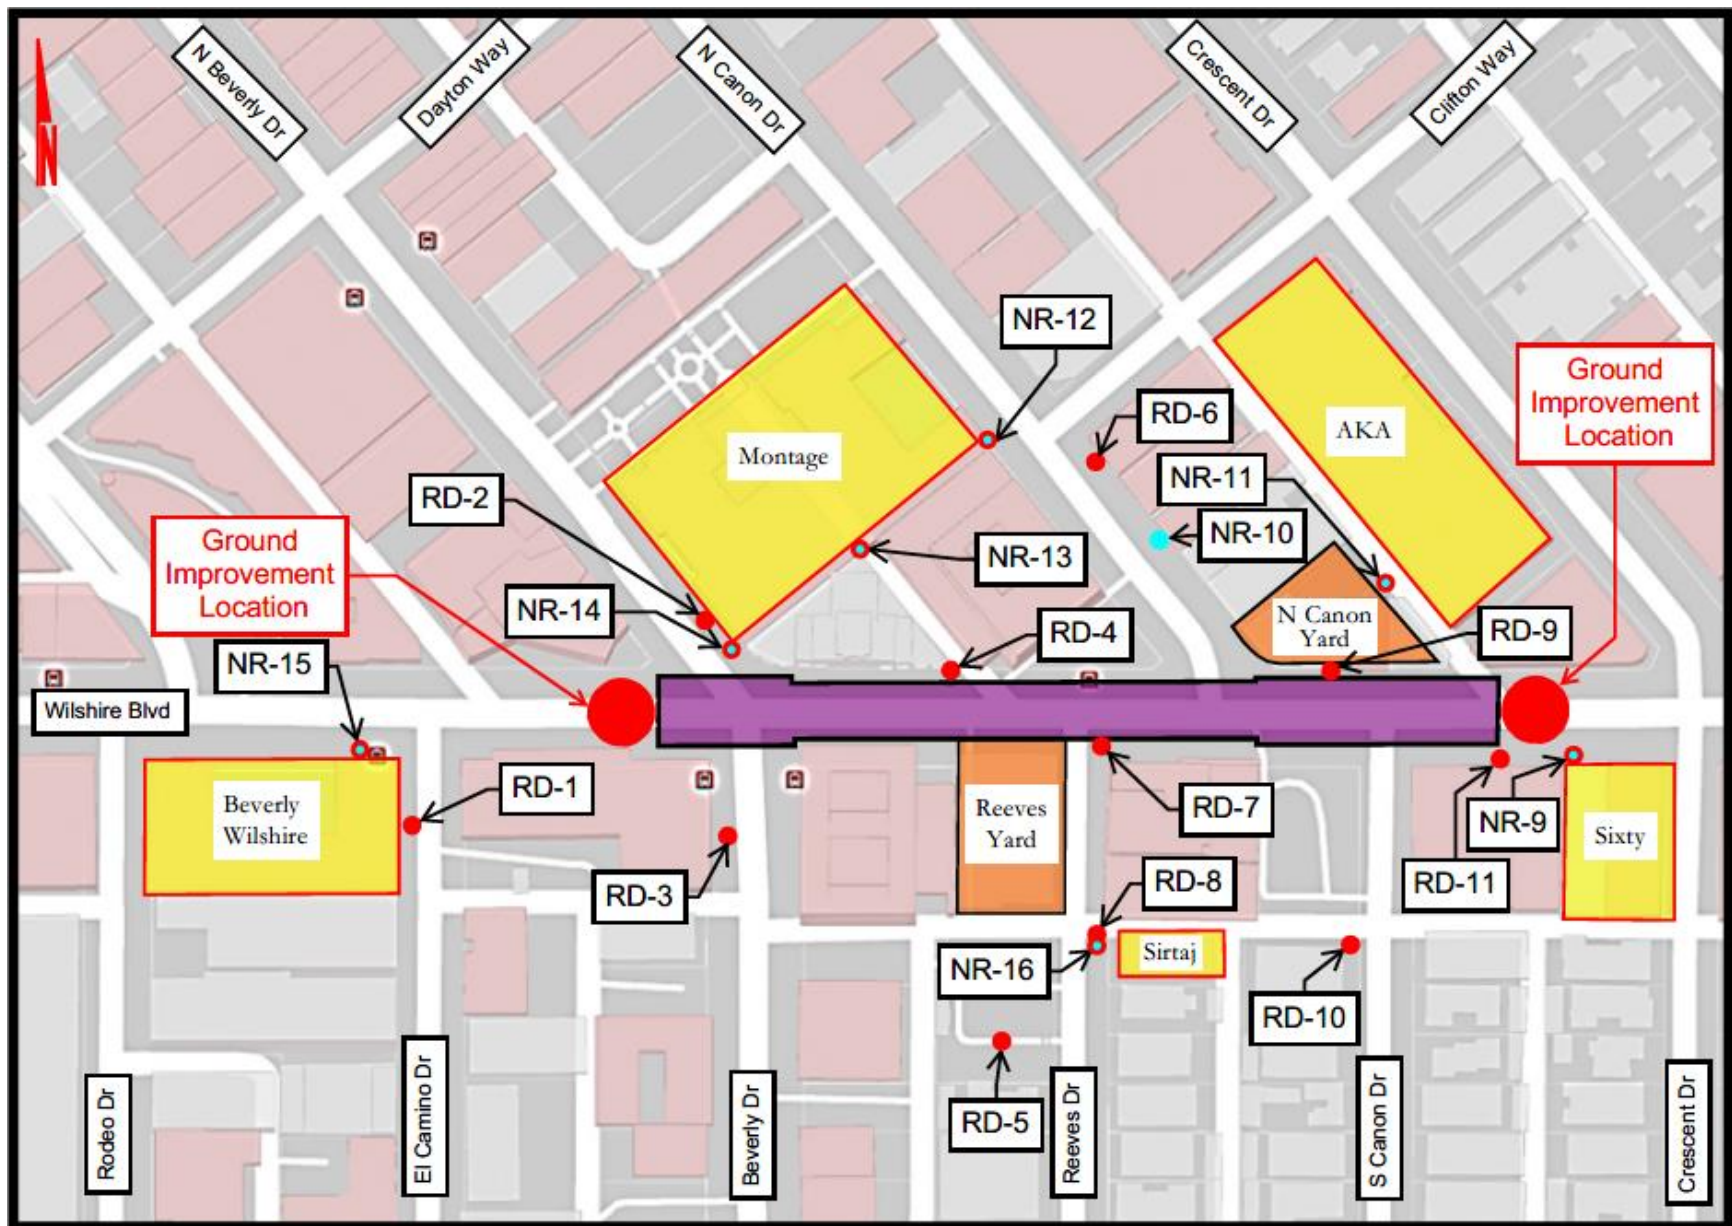 N Beverly Dr
Dayton Way
N Canon Dr
Crescent Dr
Clifton Way
N
NR-12
Ground
Improvement
Location
RD-6
AKA
Montage
NR-11
RD-2
NR-10
Ground
Improvement
Location
NR-13
NR-14
N Canon
Yard
RD-4
RD-9
NR-15
Wilshire Blvd
RD-1
Beverly
Wilshire
Reeves
Yard
RD-7
NR-9
Sixty
RD-3
RD-8
RD-11
Sirtaj
NR-16
RD-10
RD-5
Rodeo Dr
El Camino Dr
Beverly Dr
Reeves Dr
S Canon Dr
Crescent Dr